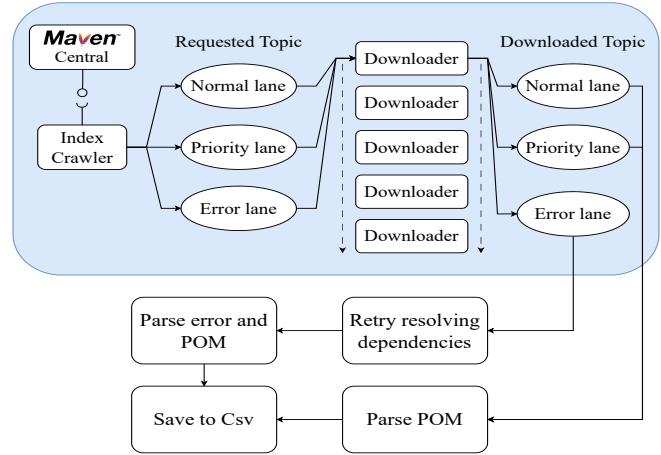 Maven™
Central
Index
Crawler
Requested Topic
Normal lane
Priority lane
Error lane
Downloader
Downloader
Downloader
Downloader
Downloader
Downloaded Topic
Normal lane
Priority lane
Error lane
Parse error and
POM
Retry resolving
dependencies
Save to Csv
Parse POM